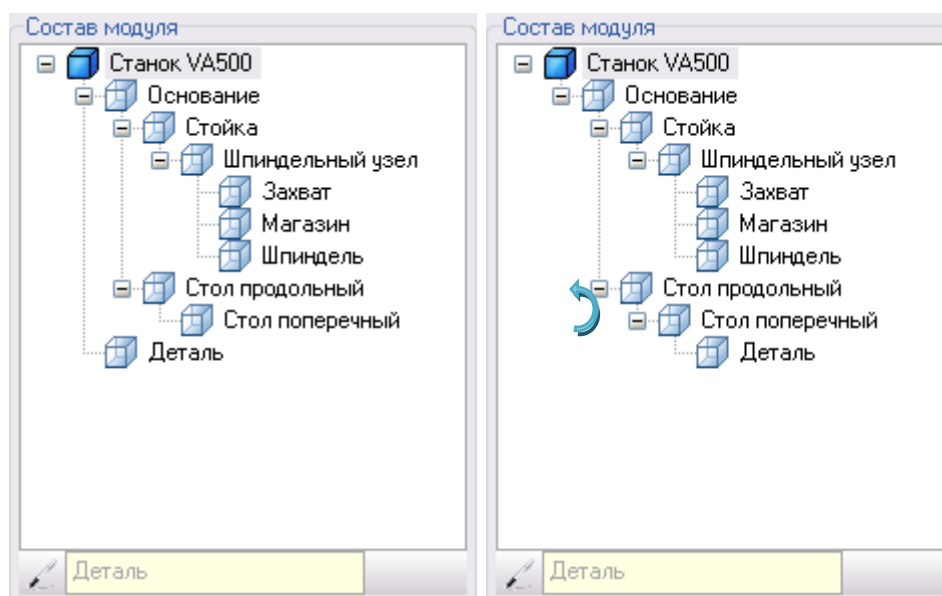 Состав модуля
Станок VA500
Основание
Стойка
Шпиндельный узел
Захват
Магазин
Шпиндель
Стол продольный
Стол поперечный
Деталь
Деталь
Состав модуля
Станок VA500
Основание
Стойка
Шпиндельный узел
Захват
Магазин
Шпиндель
Стол продольный
Стол поперечный
Деталь
Деталь